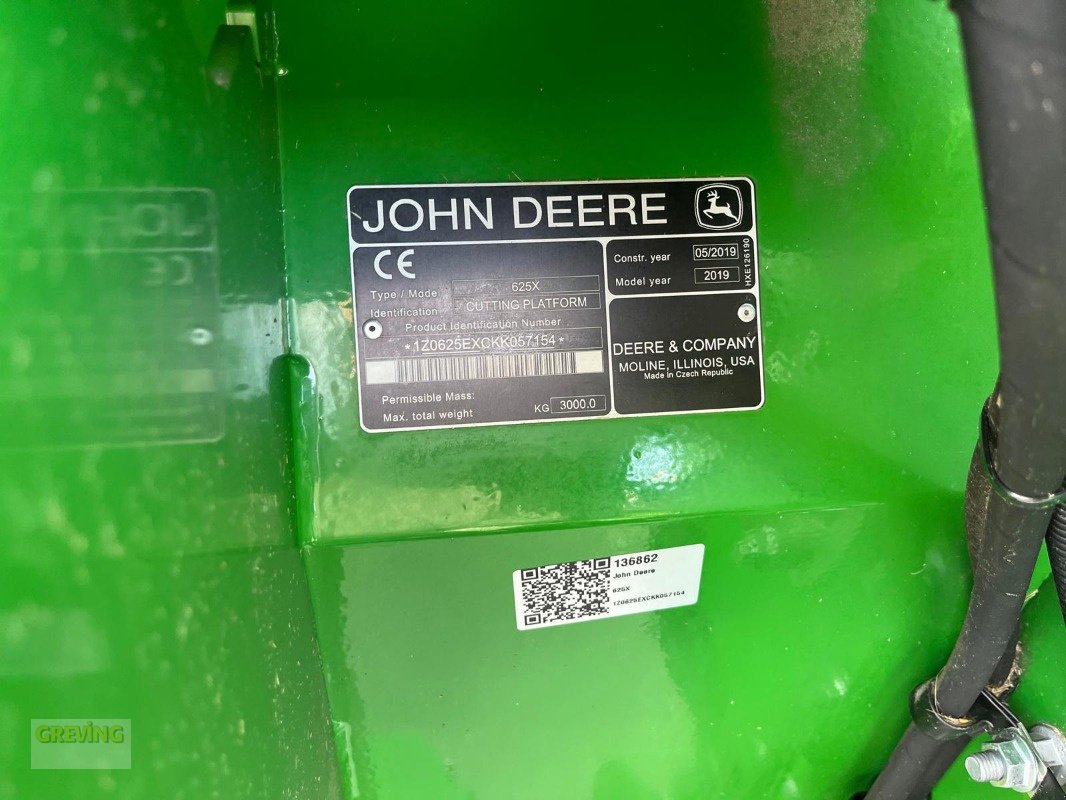 JOHN DEERE
CE
Type / Mode 625X
Identification CUTTING PLATFORM
Product Identification Number
*1Z0625EXCKK057154*
Permissible Mass:
Max. total weight KG 3000.0
Constr. year 05/2019
Model year 2019
HXE126190
DEERE & COMPANY
MOLINE, ILLINOIS, USA
Made in Czech Republic
136862
John Deere
625X
1Z0625EXCKK057154
GREVING